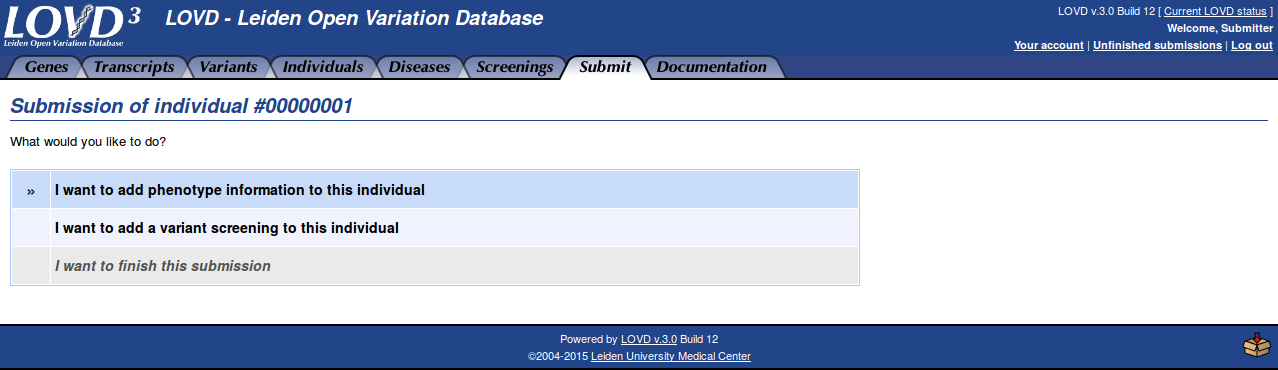 LOVD 3
Leiden Open Variation Database
LOVD - Leiden Open Variation Database
LOVD v.3.0 Build 12 [ Current LOVD status ]
Welcome, Submitter
Your account | Unfinished submissions | Log out
Genes Transcripts Variants Individuals Diseases Screenings Submit Documentation
Submission of individual #00000001
What would you like to do?
» I want to add phenotype information to this individual
I want to add a variant screening to this individual
I want to finish this submission
Powered by LOVD v.3.0 Build 12
©2004-2015 Leiden University Medical Center